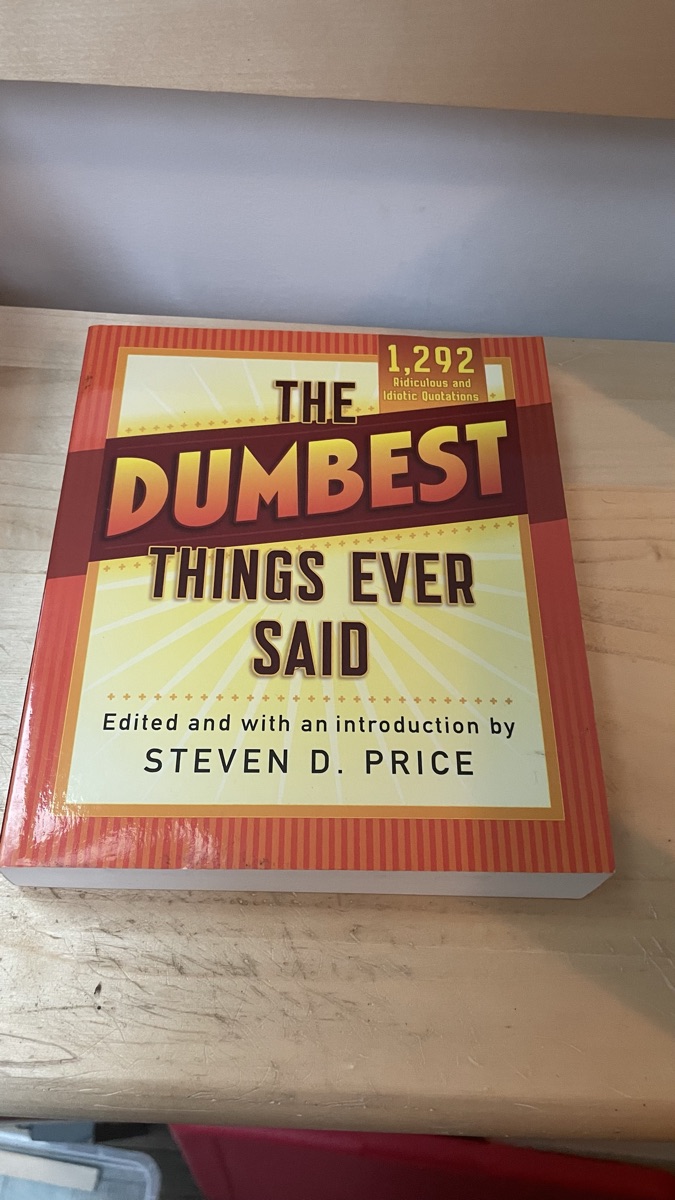 1,292
Ridiculous and
Idiotic Quotations
THE
DUMBEST
THINGS EVER
SAID
Edited and with an introduction by
STEVEN D. PRICE